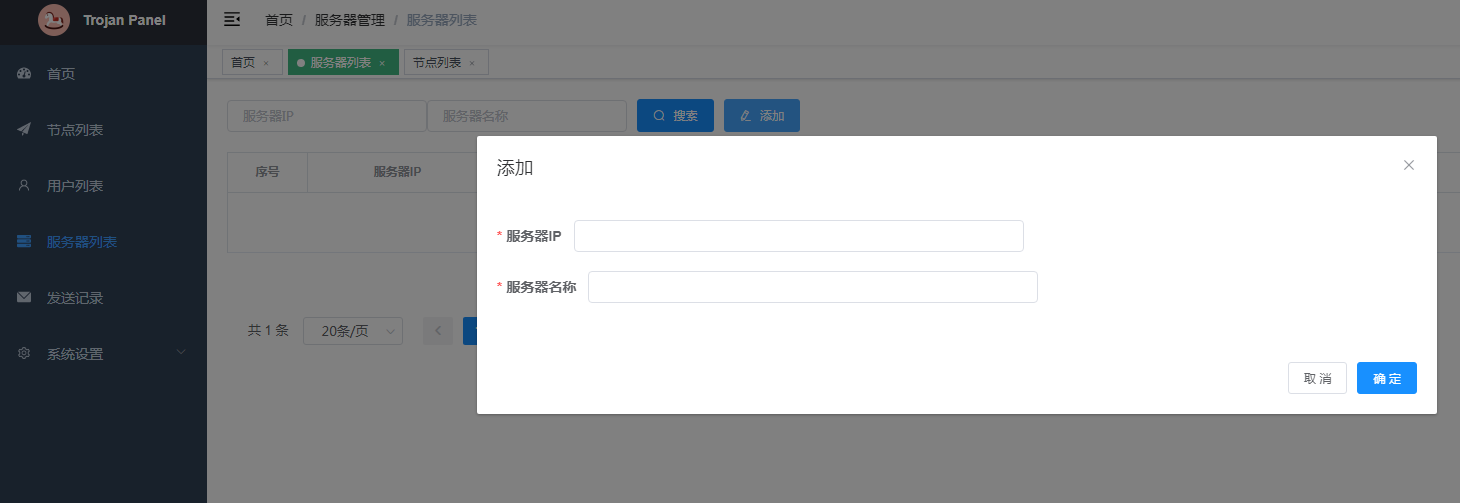 Trojan Panel
首页 / 服务器管理 / 服务器列表
首页 ×
服务器列表 ×
节点列表 ×
首页
节点列表
用户列表
服务器列表
发送记录
系统设置
服务器IP
服务器名称
搜索
添加
序号
服务器IP
添加
* 服务器IP
* 服务器名称
取消
确定
共 1 条
20条/页